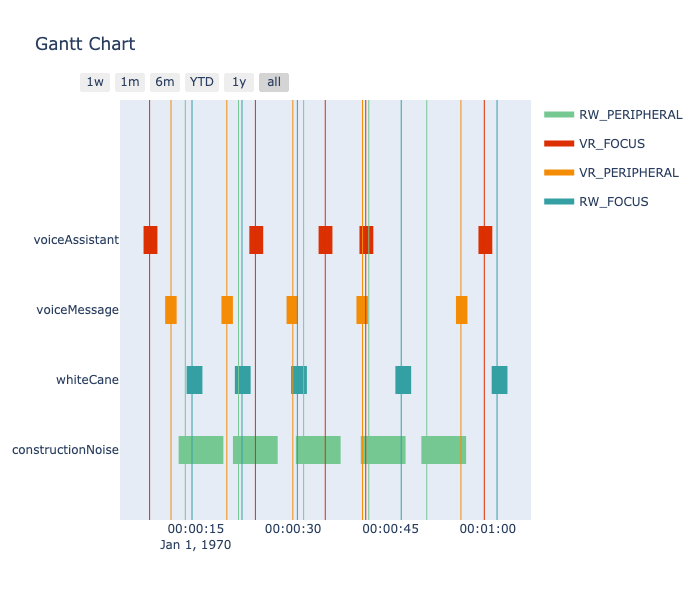 Gantt Chart
1w 1m 6m YTD 1y all
RW_PERIPHERAL
VR_FOCUS
VR_PERIPHERAL
RW_FOCUS
voiceAssistant
voiceMessage
whiteCane
constructionNoise
00:00:15 00:00:30 00:00:45 00:01:00
Jan 1, 1970